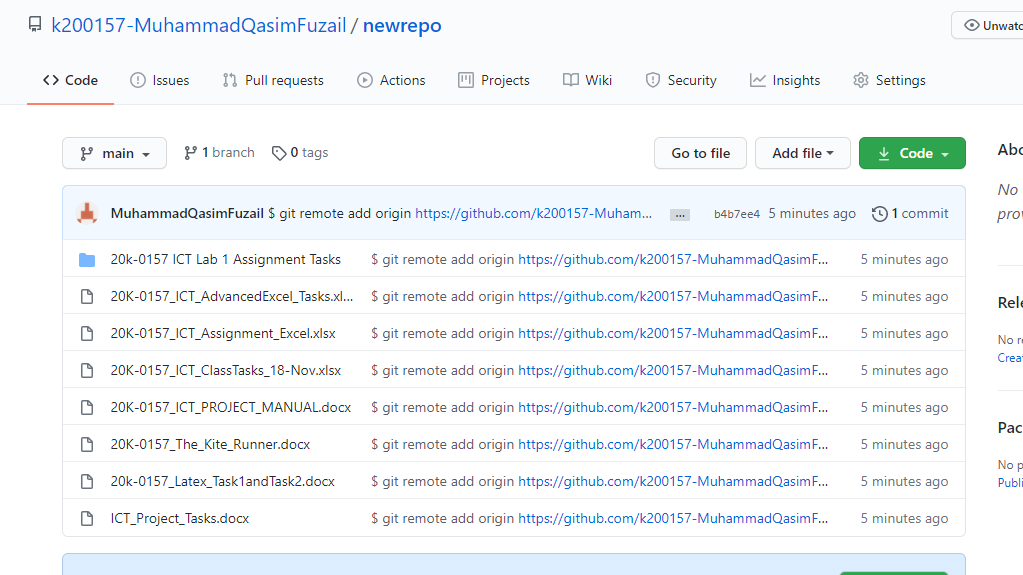 k200157-MuhammadQasimFuzail / newrepo
Unwatc
Code Issues Pull requests Actions Projects Wiki Security Insights Settings
main 1 branch 0 tags Go to file Add file Code
Abo
No
prov
MuhammadQasimFuzail $ git remote add origin https://github.com/k200157-Muham... ... b4b7ee4 5 minutes ago 1 commit
20k-0157 ICT Lab 1 Assignment Tasks $ git remote add origin https://github.com/k200157-MuhammadQasimF... 5 minutes ago
20K-0157_ICT_AdvancedExcel_Tasks.xl... $ git remote add origin https://github.com/k200157-MuhammadQasimF... 5 minutes ago
20K-0157_ICT_Assignment_Excel.xlsx $ git remote add origin https://github.com/k200157-MuhammadQasimF... 5 minutes ago
20K-0157_ICT_ClassTasks_18-Nov.xlsx $ git remote add origin https://github.com/k200157-MuhammadQasimF... 5 minutes ago
20K-0157_ICT_PROJECT_MANUAL.docx $ git remote add origin https://github.com/k200157-MuhammadQasimF... 5 minutes ago
20K-0157_The_Kite_Runner.docx $ git remote add origin https://github.com/k200157-MuhammadQasimF... 5 minutes ago
20k-0157_Latex_Task1andTask2.docx $ git remote add origin https://github.com/k200157-MuhammadQasimF... 5 minutes ago
ICT_Project_Tasks.docx $ git remote add origin https://github.com/k200157-MuhammadQasimF... 5 minutes ago
Rele
No re
Creat
Pac
No p
Publi